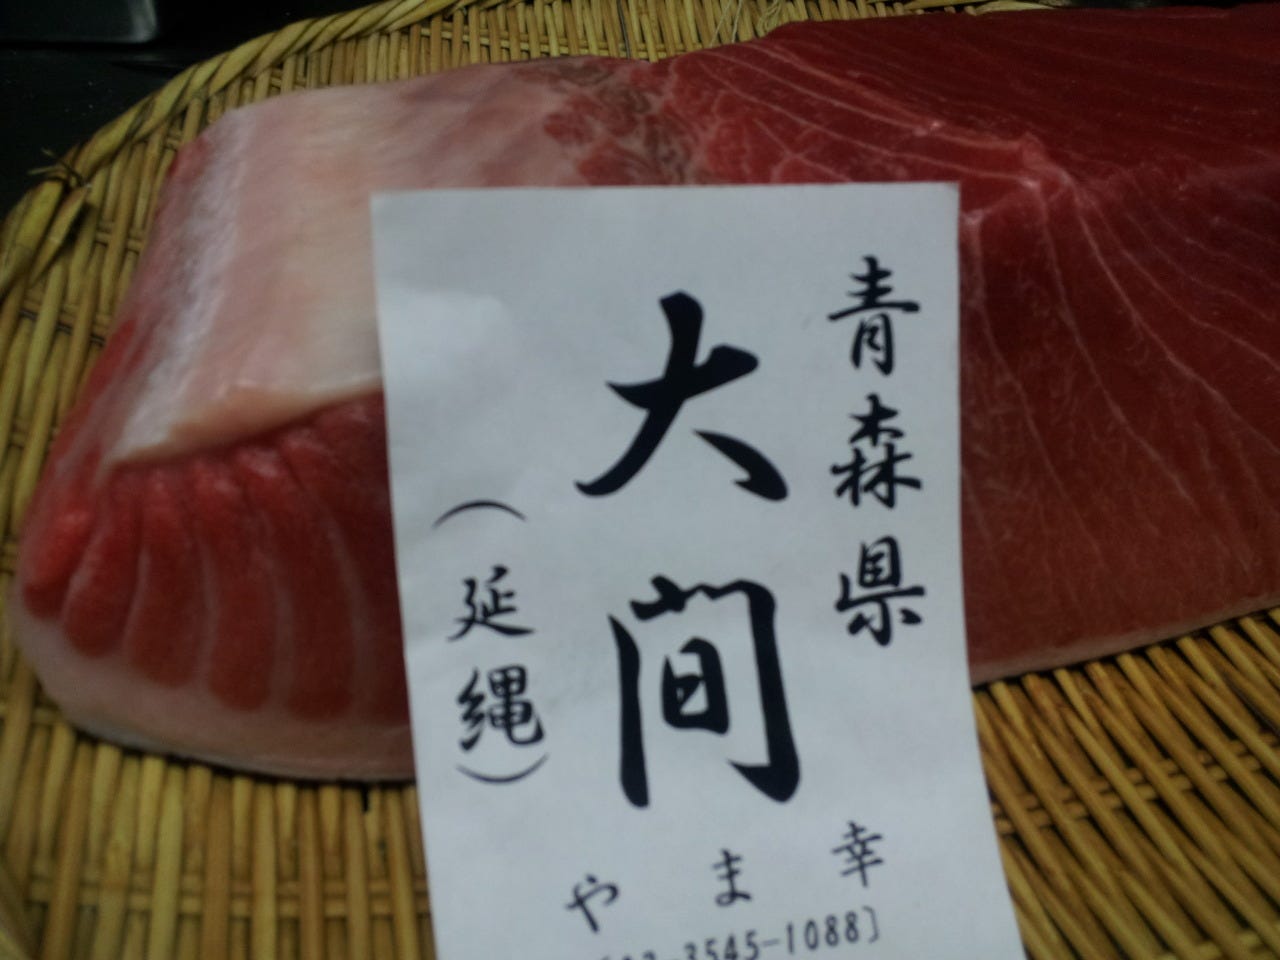 青森県
大間
（延縄）
やま幸
3545-1088〕